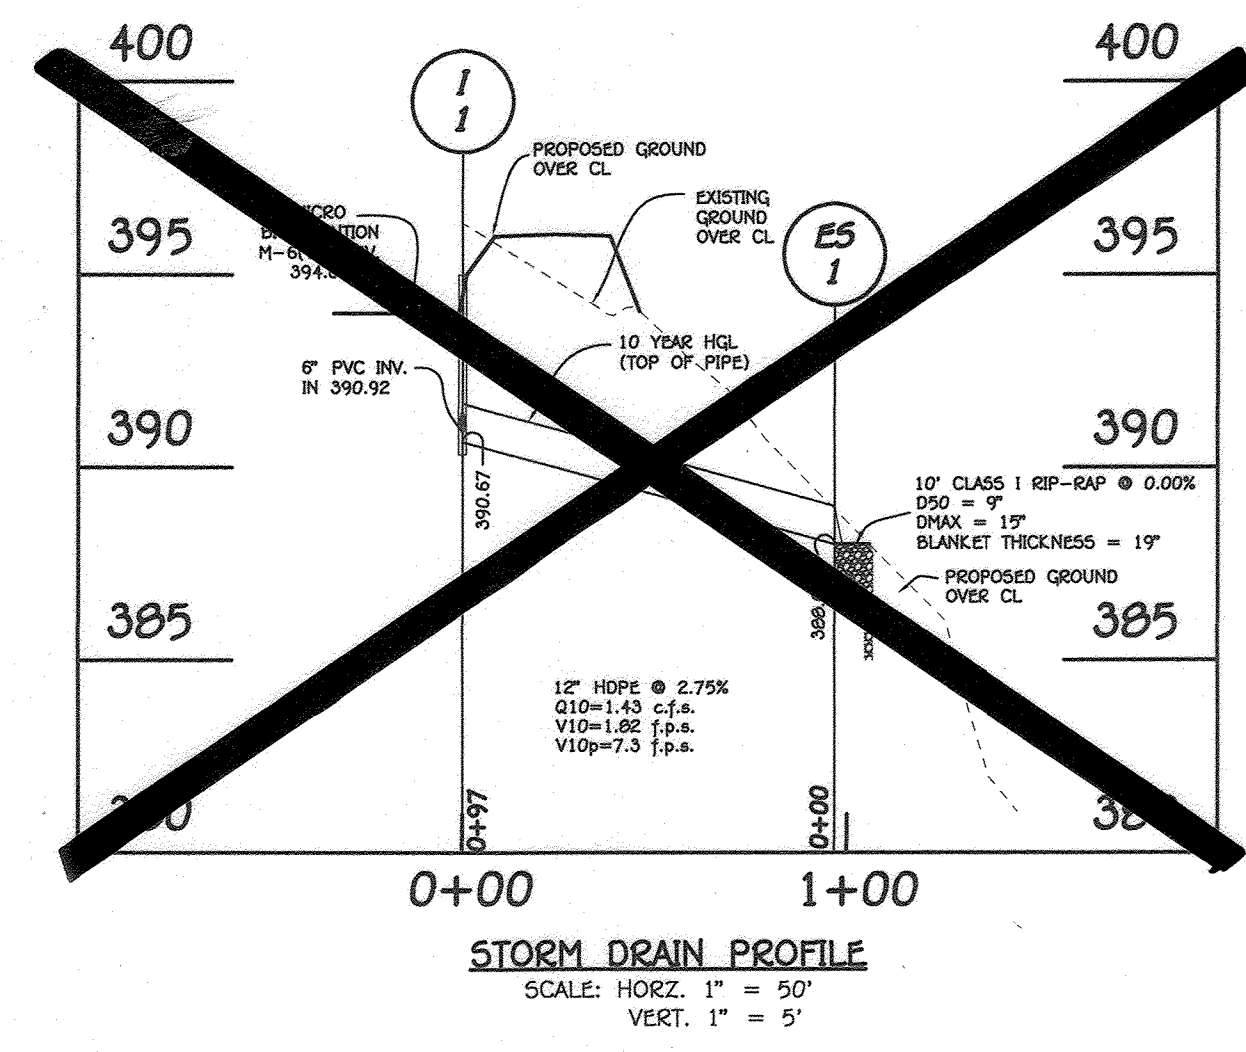 400
400
I
1
PROPOSED GROUND
OVER CL
EXISTING
GROUND
OVER CL
ES
1
395
395
10 YEAR HGL
(TOP OF PIPE)
6" PVC INV.
IN 390.92
390
390
390.67
10' CLASS I RIP-RAP @ 0.00%
D50 = 9"
DMAX = 15"
BLANKET THICKNESS = 19"
PROPOSED GROUND
OVER CL
385
385
12" HDPE @ 2.75%
Q10=1.43 c.f.s.
V10=1.82 f.p.s.
V10p=7.3 f.p.s.
0+97
0+00
0+00
1+00
STORM DRAIN PROFILE
SCALE: HORZ. 1" = 50'
VERT. 1" = 5'